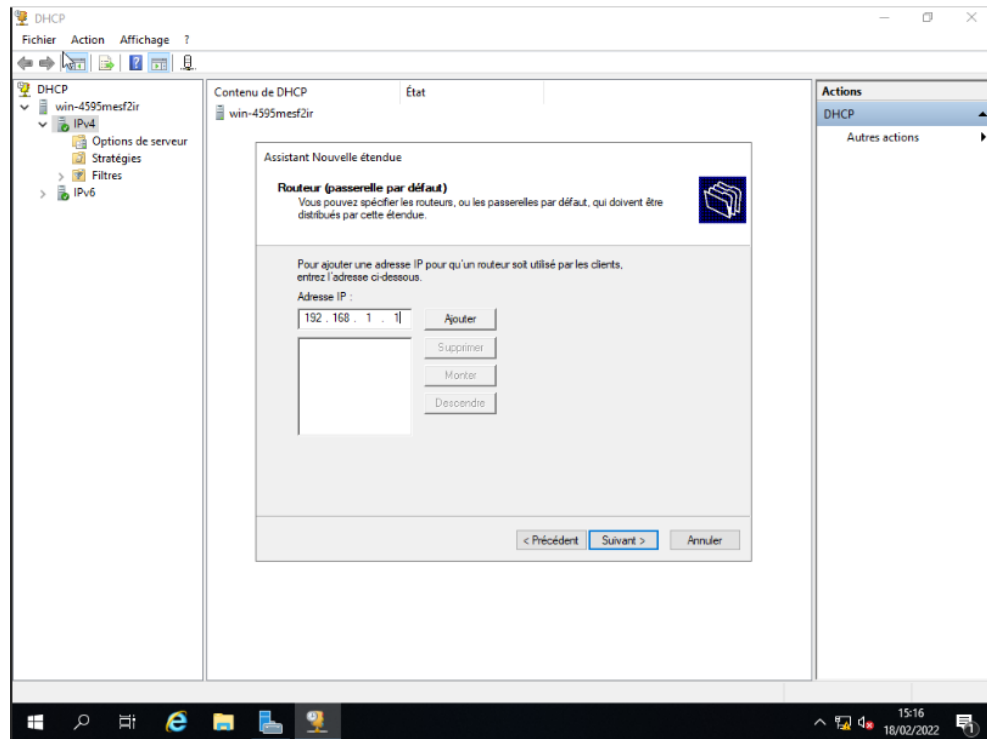 DHCP
Fichier Action Affichage ?
DHCP
win-4595mesf2ir
IPv4
Options de serveur
Stratégies
Filtres
IPv6
Contenu de DHCP État
win-4595mesf2ir
Assistant Nouvelle étendue
Routeur (passerelle par défaut)
Vous pouvez spécifier les routeurs, ou les passerelles par défaut, qui doivent être
distribués par cette étendue.
Pour ajouter une adresse IP pour qu'un routeur soit utilisé par les clients,
entrez l'adresse ci-dessous.
Adresse IP :
192 . 168 . 1 . 1 Ajouter
Supprimer
Monter
Descendre
< Précédent Suivant > Annuler
Actions
DHCP
Autres actions
15:16
18/02/2022
1